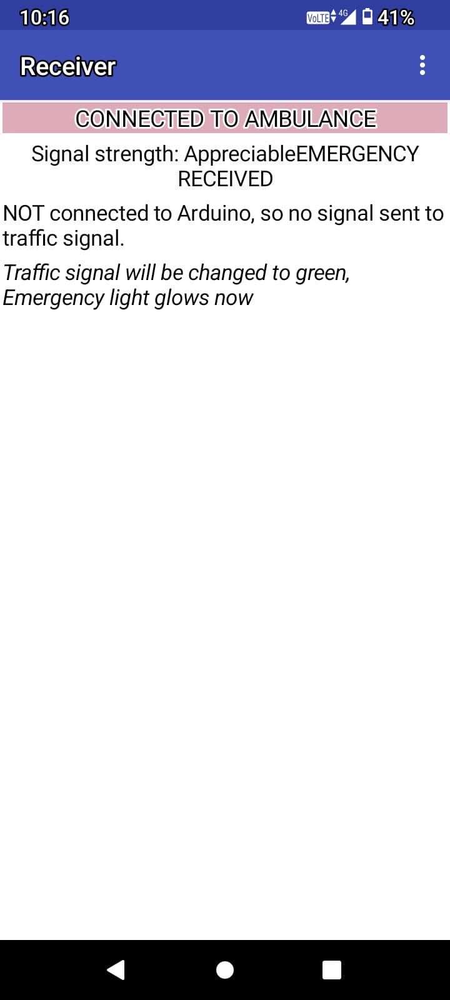 10:16 VoLTE 4G 41%
Receiver
CONNECTED TO AMBULANCE
Signal strength: AppreciableEMERGENCY
RECEIVED
NOT connected to Arduino, so no signal sent to
traffic signal.
Traffic signal will be changed to green,
Emergency light glows now